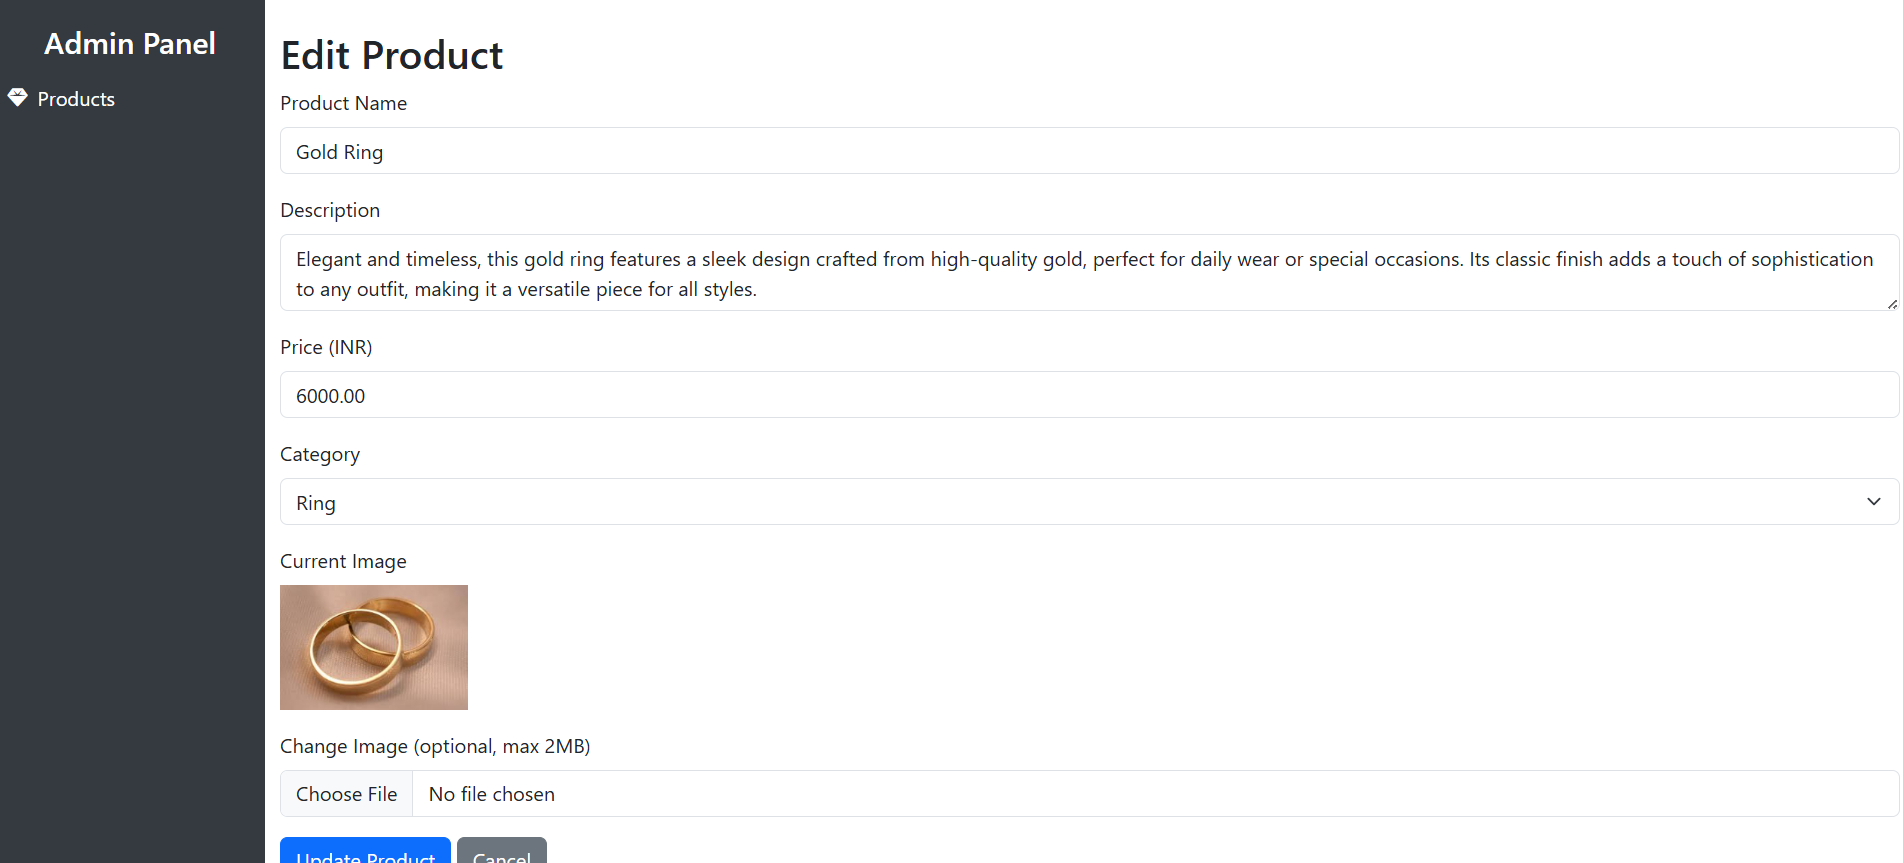 Admin Panel
Products
Edit Product
Product Name
Gold Ring
Description
Elegant and timeless, this gold ring features a sleek design crafted from high-quality gold, perfect for daily wear or special occasions. Its classic finish adds a touch of sophistication
to any outfit, making it a versatile piece for all styles.
Price (INR)
6000.00
Category
Ring
Current Image
Change Image (optional, max 2MB)
Choose File No file chosen
Update Product Cancel